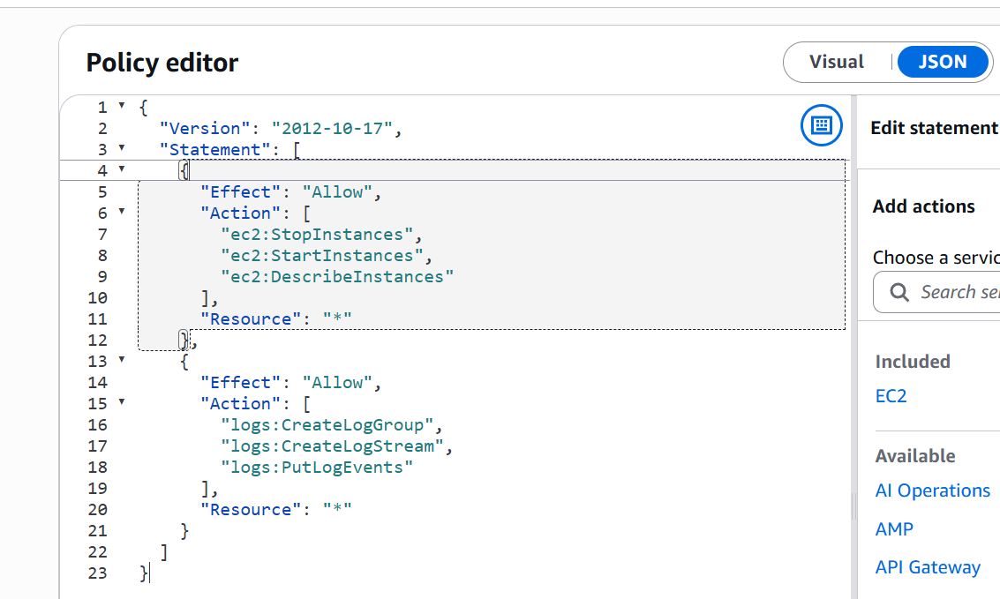 Policy editor
Visual
JSON
1 {
2 "Version": "2012-10-17",
3 "Statement": [
4 {
5 "Effect": "Allow",
6 "Action": [
7 "ec2:StopInstances",
8 "ec2:StartInstances",
9 "ec2:DescribeInstances"
10 ],
11 "Resource": "*"
12 },
13 {
14 "Effect": "Allow",
15 "Action": [
16 "logs:CreateLogGroup",
17 "logs:CreateLogStream",
18 "logs:PutLogEvents"
19 ],
20 "Resource": "*"
21 }
22 ]
23 }
Edit statement
Add actions
Choose a servic
Search se
Included
EC2
Available
AI Operations
AMP
API Gateway